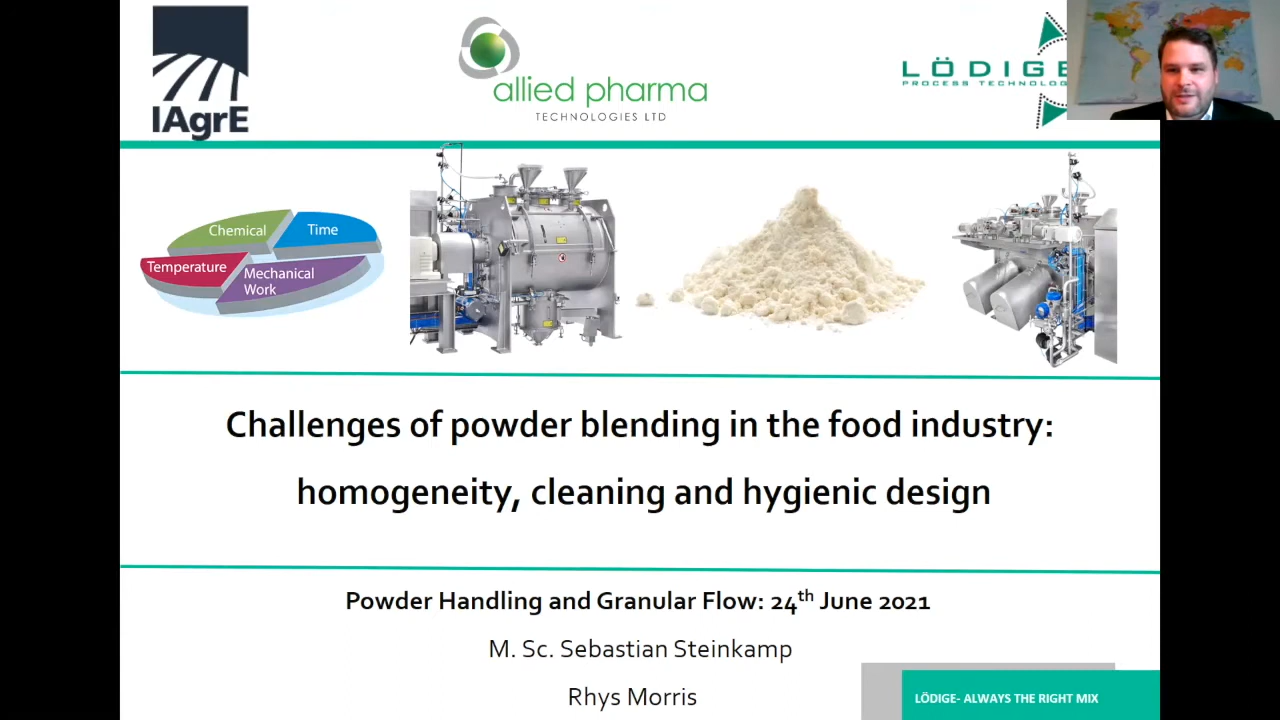 IAgrE
allied pharma
TECHNOLOGIES LTD
LÖDIGE
PROCESS TECHNOLOG
Chemical
Time
Temperature
Mechanical
Work
Challenges of powder blending in the food industry:
homogeneity, cleaning and hygienic design
Powder Handling and Granular Flow: 24th June 2021
M. Sc. Sebastian Steinkamp
Rhys Morris
LÖDIGE- ALWAYS THE RIGHT MIX